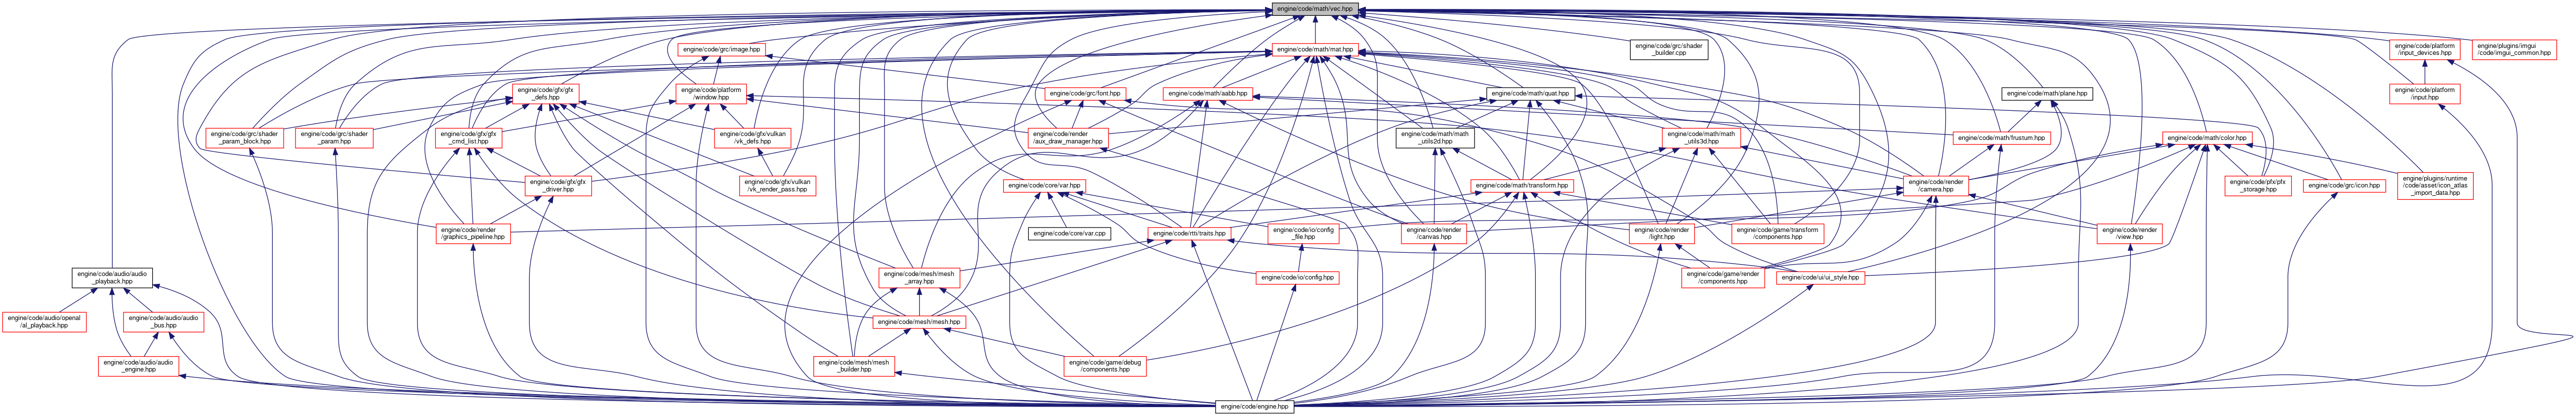 engine/code/math/vec.hpp
engine/code/grc/image.hpp
engine/code/math/mat.hpp
engine/code/grc/shader
_builder.cpp
engine/code/platform
/input_devices.hpp
engine/plugins/imgui
/code/imgui_common.hpp
engine/code/gfx/gfx
_defs.hpp
engine/code/platform
/window.hpp
engine/code/grc/font.hpp
engine/code/math/aabb.hpp
engine/code/math/quat.hpp
engine/code/math/plane.hpp
engine/code/platform
/input.hpp
engine/code/grc/shader
_param_block.hpp
engine/code/grc/shader
_param.hpp
engine/code/gfx/gfx
_cmd_list.hpp
engine/code/gfx/vulkan
/vk_defs.hpp
engine/code/render
/aux_draw_manager.hpp
engine/code/math/math
_utils2d.hpp
engine/code/math/math
_utils3d.hpp
engine/code/math/frustum.hpp
engine/code/math/color.hpp
engine/code/gfx/gfx
_driver.hpp
engine/code/gfx/vulkan
/vk_render_pass.hpp
engine/code/core/var.hpp
engine/code/math/transform.hpp
engine/code/render
/camera.hpp
engine/code/pfx/pfx
_storage.hpp
engine/code/grc/icon.hpp
engine/plugins/runtime
/code/asset/icon_atlas
_import_data.hpp
engine/code/render
/graphics_pipeline.hpp
engine/code/core/var.cpp
engine/code/rtti/traits.hpp
engine/code/io/config
_file.hpp
engine/code/render
/canvas.hpp
engine/code/render
/light.hpp
engine/code/game/transform
/components.hpp
engine/code/render
/view.hpp
engine/code/audio/audio
_playback.hpp
engine/code/mesh/mesh
_array.hpp
engine/code/io/config.hpp
engine/code/game/render
/components.hpp
engine/code/ui/ui_style.hpp
engine/code/audio/openal
/al_playback.hpp
engine/code/audio/audio
_bus.hpp
engine/code/mesh/mesh.hpp
engine/code/audio/audio
_engine.hpp
engine/code/mesh/mesh
_builder.hpp
engine/code/game/debug
/components.hpp
engine/code/engine.hpp